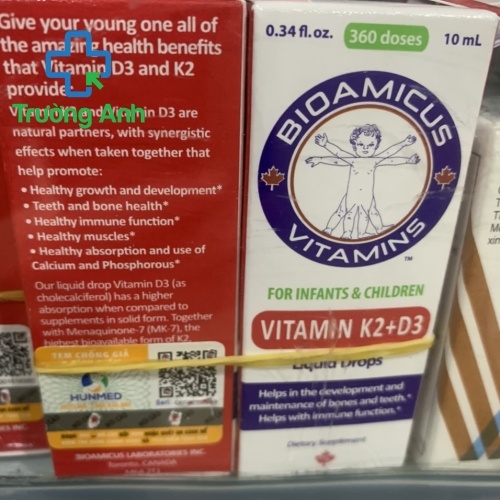 Give your young one all of
the amazing health benefits
that Vitamin D3 and K2
provide
Trường Anh
Vitamin D3 are
natural partners, with synergistic
effects when taken together that
help promote:
• Healthy growth and development*
• Teeth and bone health*
• Healthy immune function*
• Healthy muscles*
• Healthy absorption and use of
Calcium and Phosphorous*
Our liquid drop Vitamin D3 (as
cholecalciferol) has a higher
absorption when compared to
supplements in solid form. Together
with Menaquinone-7 (MK-7), the
highest bioavailable form of K2,
TEM CHỐNG GIẢ
HUNMED
BIOAMICUS LABORATORIES INC.
Toronto, CANADA
0.34 fl.oz.
360 doses
10 mL
BIOAMICUS
VITAMINS
TM
FOR INFANTS & CHILDREN
VITAMIN K2+D3
Liquid Drops
Helps in the development and
maintenance of bones and teeth.*
Helps with immune function.*
Dietary Supplement